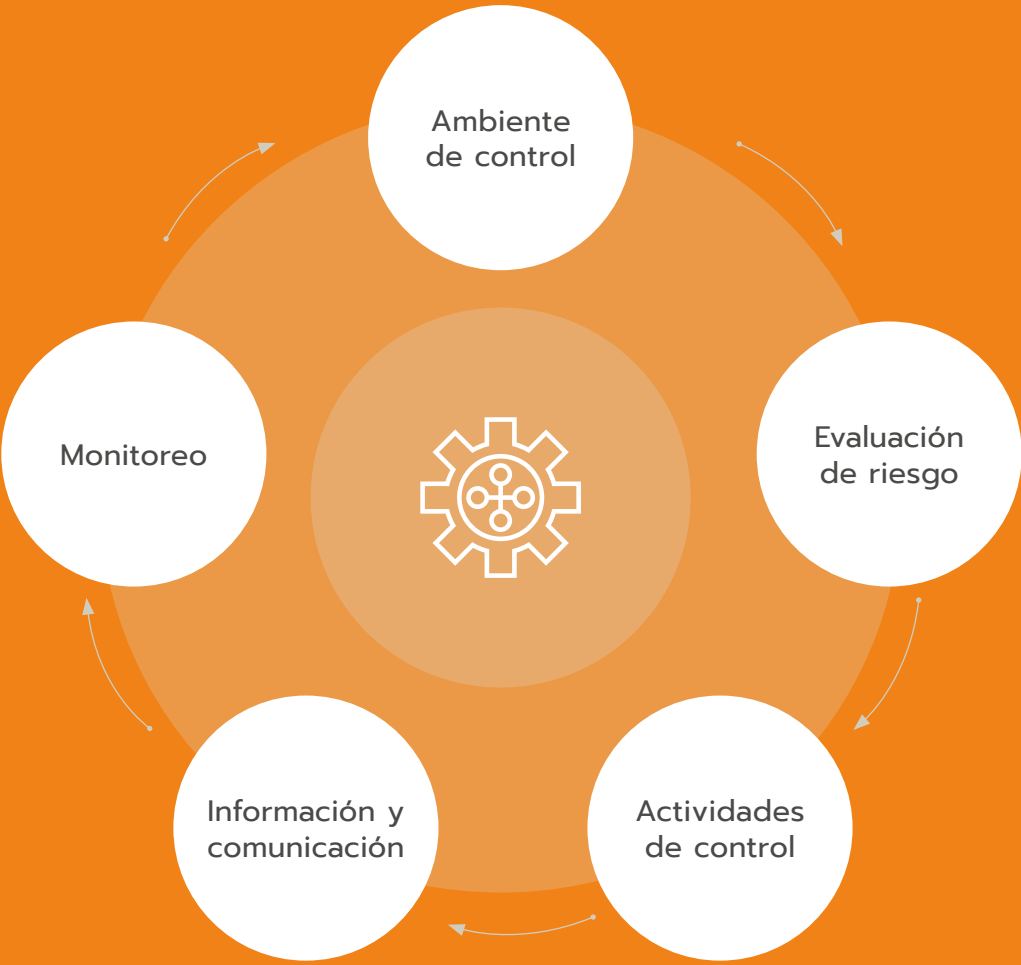 Ambiente
de control
Evaluación
de riesgo
Actividades
de control
Información y
comunicación
Monitoreo